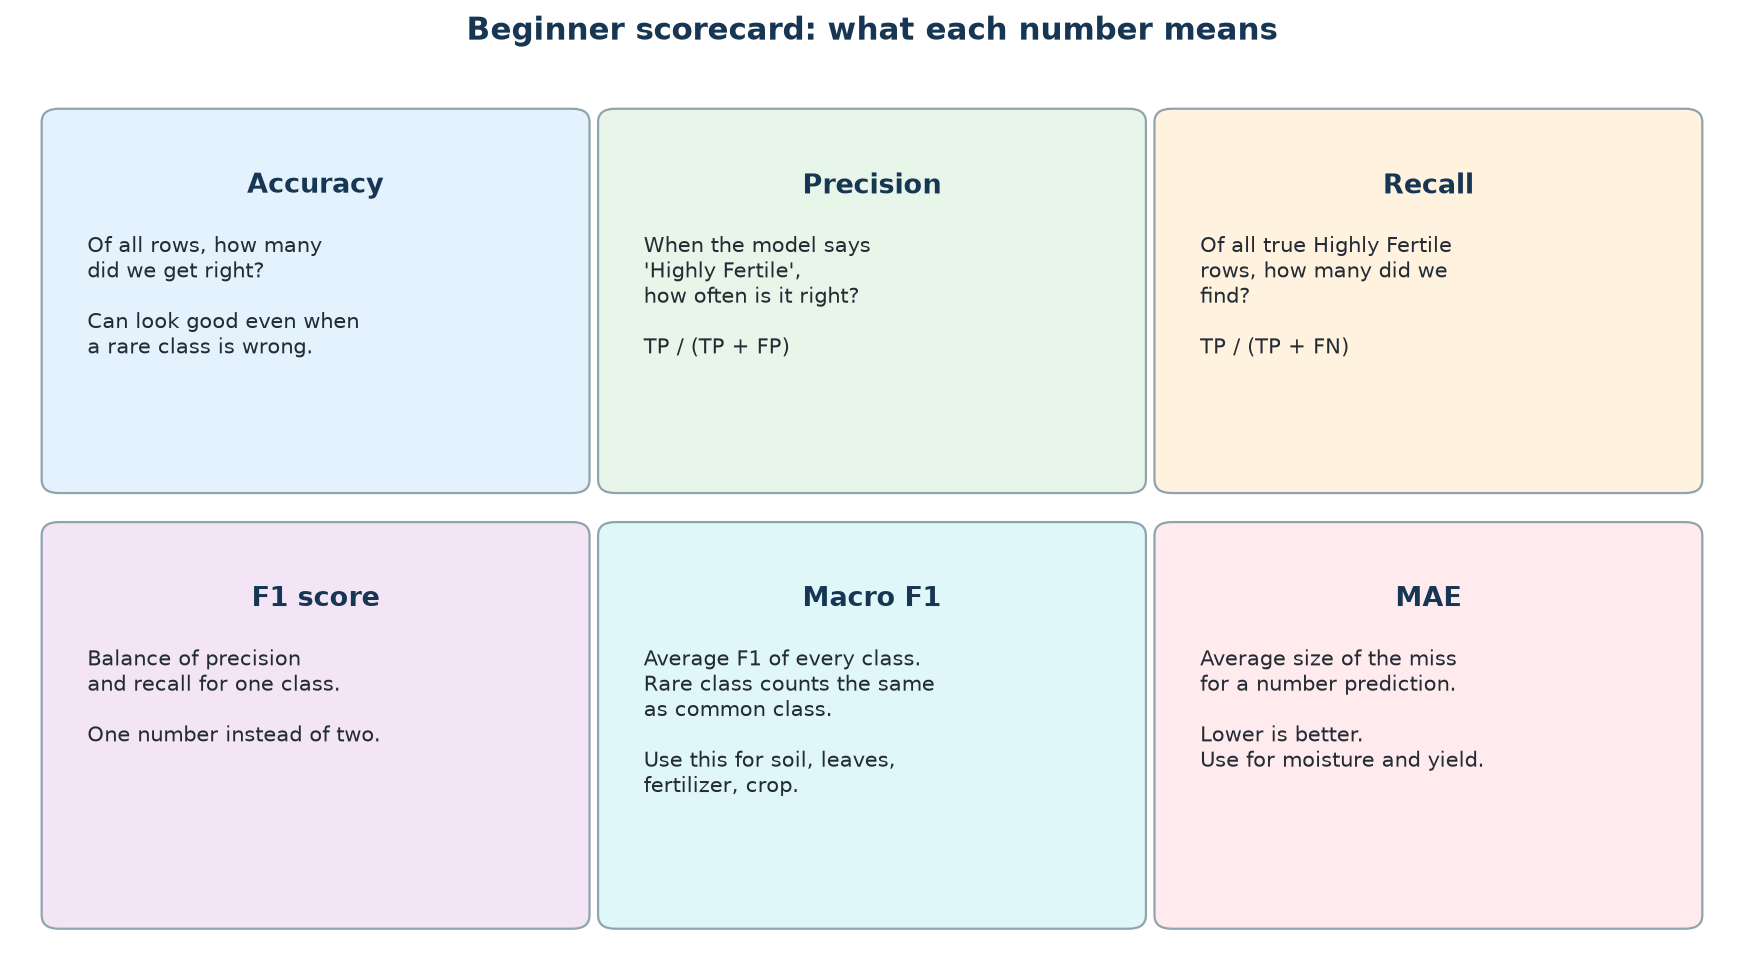 Beginner scorecard: what each number means
Accuracy
Of all rows, how many
did we get right?
Can look good even when
a rare class is wrong.
Precision
When the model says
'Highly Fertile',
how often is it right?
TP / (TP + FP)
Recall
Of all true Highly Fertile
rows, how many did we
find?
TP / (TP + FN)
F1 score
Balance of precision
and recall for one class.
One number instead of two.
Macro F1
Average F1 of every class.
Rare class counts the same
as common class.
Use this for soil, leaves,
fertilizer, crop.
MAE
Average size of the miss
for a number prediction.
Lower is better.
Use for moisture and yield.